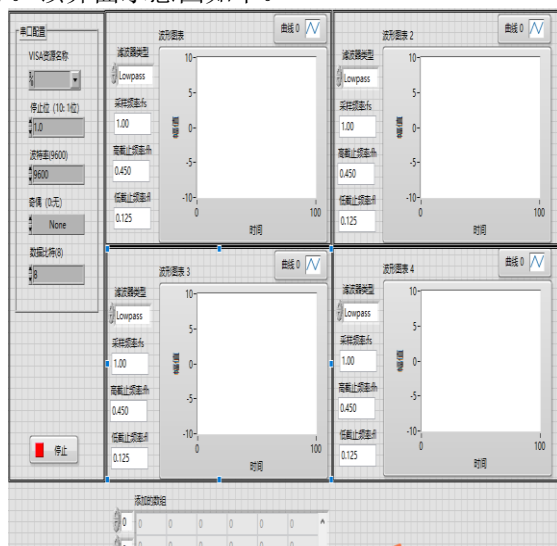 串口配置
VISA资源名称
停止位 (10: 1位)
1.0
波特率(9600)
9600
奇偶 (0:无)
None
数据比特(8)
8
停止
波形图表
曲线 0
滤波器类型
Lowpass
采样频率:fs
1.00
高截止频率:fh
0.450
低截止频率:fl
0.125
10
5
0
-5
-10
幅值
0
100
时间
波形图表 2
曲线 0
滤波器类型
Lowpass
采样频率:fs
1.00
高截止频率:fh
0.450
低截止频率:fl
0.125
10
5
0
-5
-10
幅值
0
100
时间
波形图表 3
曲线 0
滤波器类型
Lowpass
采样频率:fs
1.00
高截止频率:fh
0.450
低截止频率:fl
0.125
10
5
0
-5
-10
幅值
0
100
时间
波形图表 4
曲线 0
滤波器类型
Lowpass
采样频率:fs
1.00
高截止频率:fh
0.450
低截止频率:fl
0.125
10
5
0
-5
-10
幅值
0
100
时间
添加的数组
0 0 0 0 0 0 0